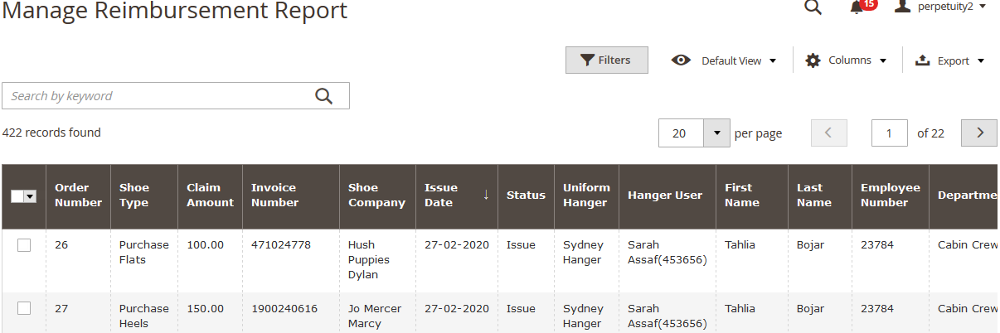 Manage Reimbursement Report
15
perpetuity2
Filters
Default View
Columns
Export
Search by keyword
422 records found
20
per page
1
of 22
Order Number
Shoe Type
Claim Amount
Invoice Number
Shoe Company
Issue Date ↓
Status
Uniform Hanger
Hanger User
First Name
Last Name
Employee Number
Departme
26
Purchase Flats
100.00
471024778
Hush Puppies Dylan
27-02-2020
Issue
Sydney Hanger
Sarah Assaf(453656)
Tahlia
Bojar
23784
Cabin Crew
27
Purchase Heels
150.00
1900240616
Jo Mercer Marcy
27-02-2020
Issue
Sydney Hanger
Sarah Assaf(453656)
Tahlia
Bojar
23784
Cabin Crew